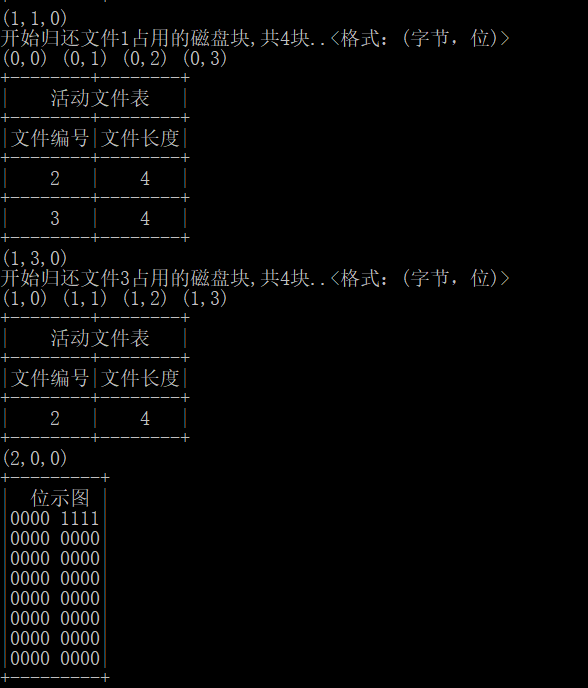 (1,1,0)
开始归还文件1占用的磁盘块,共4块..<格式：(字节，位)>
(0,0) (0,1) (0,2) (0,3)
+--------+--------+
|    活动文件表   |
+--------+--------+
|文件编号|文件长度|
+--------+--------+
|    2   |    4   |
+--------+--------+
|    3   |    4   |
+--------+--------+
(1,3,0)
开始归还文件3占用的磁盘块,共4块..<格式：(字节，位)>
(1,0) (1,1) (1,2) (1,3)
+--------+--------+
|    活动文件表   |
+--------+--------+
|文件编号|文件长度|
+--------+--------+
|    2   |    4   |
+--------+--------+
(2,0,0)
+---------+
|  位示图 |
|0000 1111|
|0000 0000|
|0000 0000|
|0000 0000|
|0000 0000|
|0000 0000|
|0000 0000|
|0000 0000|
+---------+